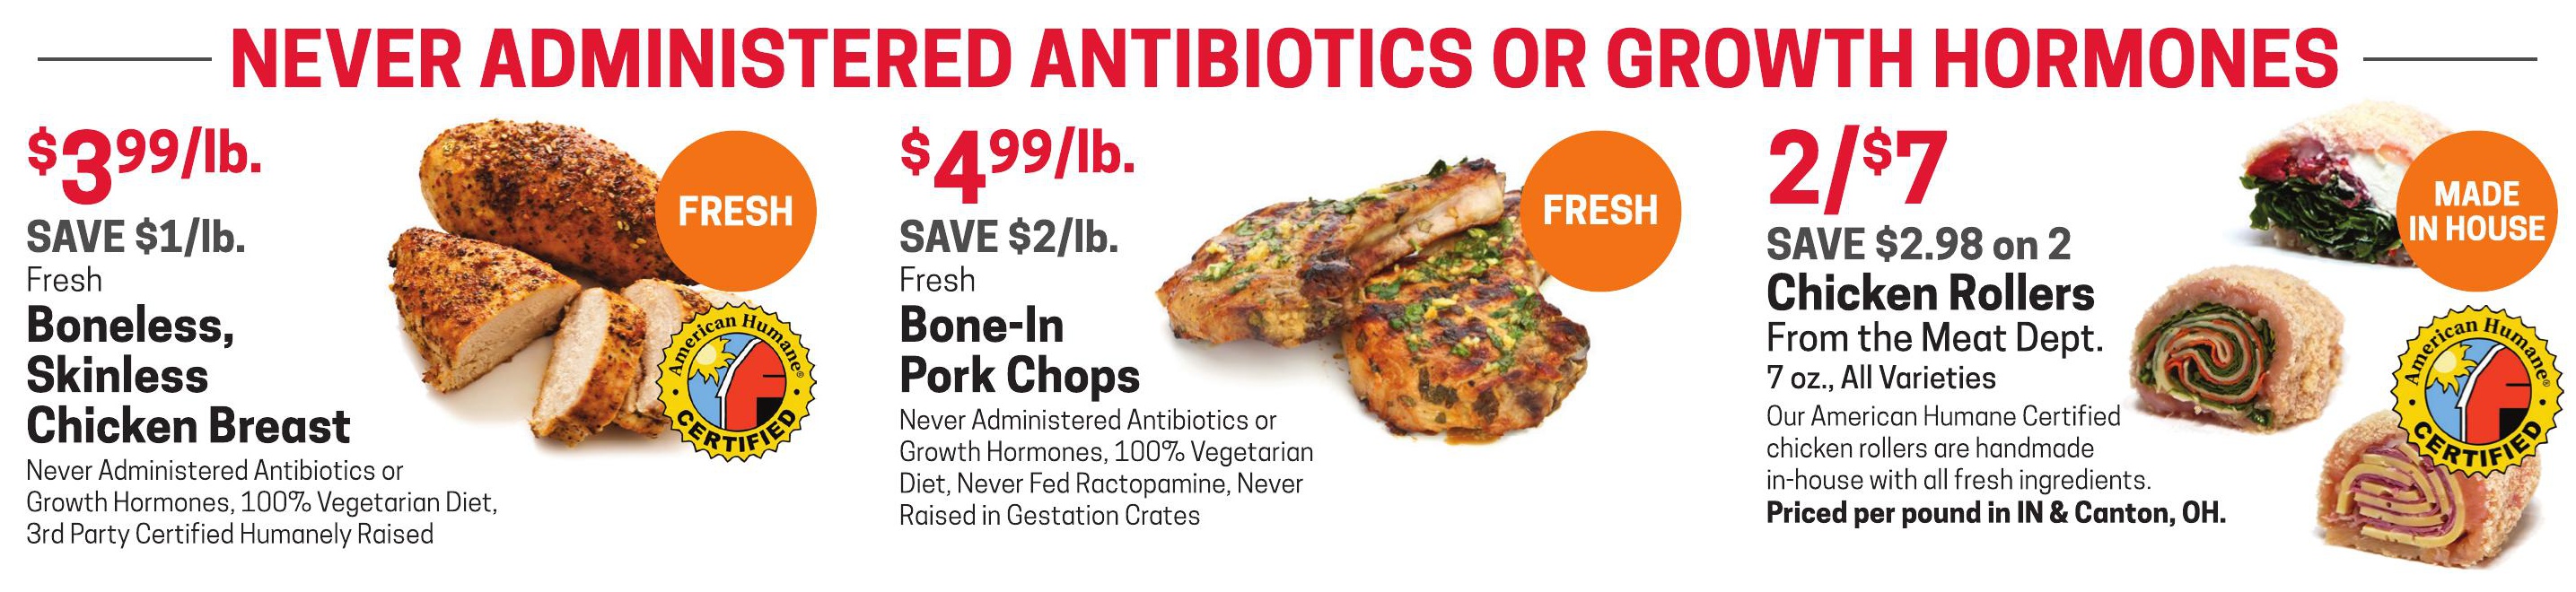 NEVER ADMINISTERED ANTIBIOTICS OR GROWTH HORMONES
$3 99/lb.
SAVE $1/lb.
Fresh
Boneless,
Skinless
Chicken Breast
Never Administered Antibiotics or
Growth Hormones, 100% Vegetarian Diet,
3rd Party Certified Humanely Raised
FRESH
American Humane®
CERTIFIED
$4 99/lb.
SAVE $2/lb.
Fresh
Bone-In
Pork Chops
Never Administered Antibiotics or
Growth Hormones, 100% Vegetarian
Diet, Never Fed Ractopamine, Never
Raised in Gestation Crates
FRESH
2/$7
SAVE $2.98 on 2
Chicken Rollers
From the Meat Dept.
7 oz., All Varieties
Our American Humane Certified
chicken rollers are handmade
in-house with all fresh ingredients.
Priced per pound in IN & Canton, OH.
MADE
IN HOUSE
American Humane®
CERTIFIED